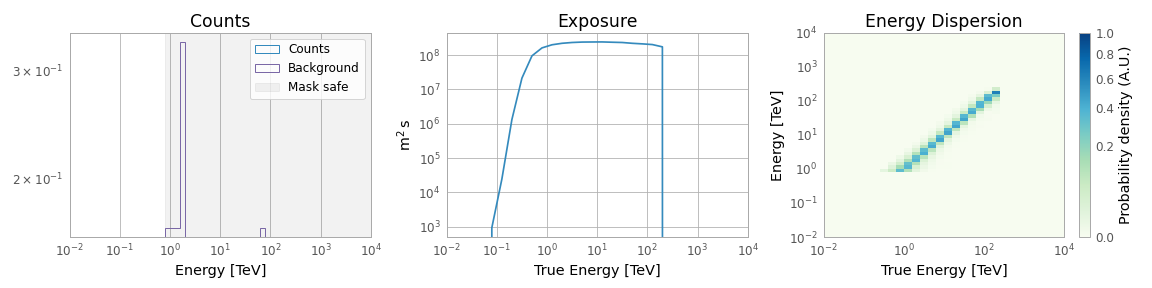 Counts
3 × 10⁻¹
2 × 10⁻¹
10⁻² 10⁻¹ 10⁰ 10¹ 10² 10³ 10⁴
Energy [TeV]
Counts
Background
Mask safe
Exposure
m² s
10⁸
10⁷
10⁶
10⁵
10⁴
10³
10⁻² 10⁻¹ 10⁰ 10¹ 10² 10³ 10⁴
True Energy [TeV]
Energy Dispersion
Energy [TeV]
10⁴
10³
10²
10¹
10⁰
10⁻¹
10⁻²
10⁻² 10⁰ 10² 10⁴
True Energy [TeV]
1.0
0.8
0.6
0.4
0.2
0.0
Probability density (A.U.)